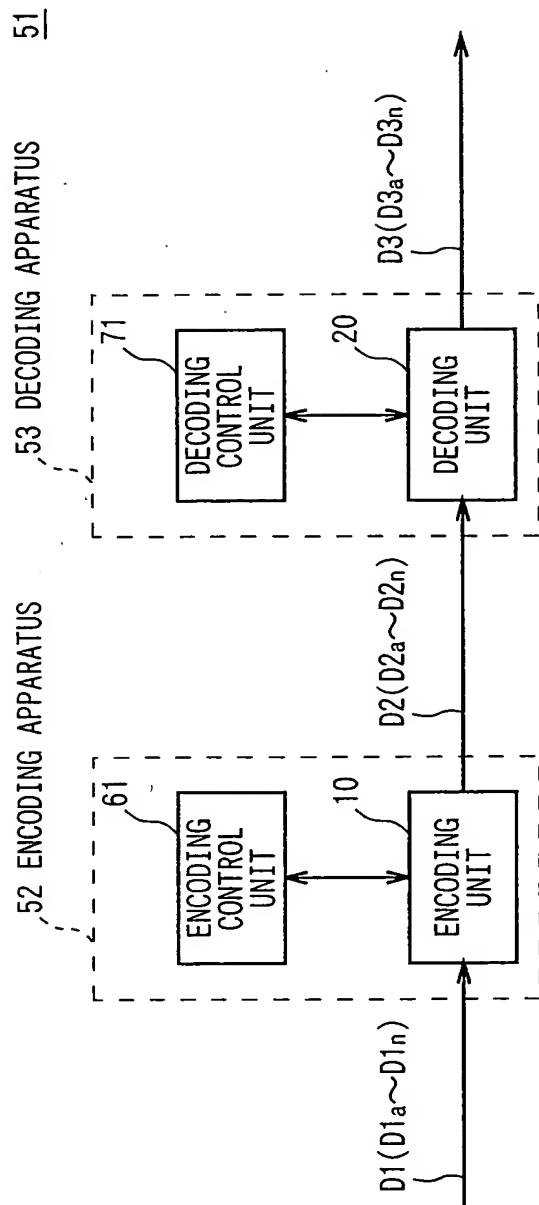 51
52 ENCODING APPARATUS
53 DECODING APPARATUS
61
ENCODING
CONTROL
UNIT
71
DECODING
CONTROL
UNIT
10
ENCODING
UNIT
20
DECODING
UNIT
D1(D1a～D1n)
D2(D2a～D2n)
D3(D3a～D3n)